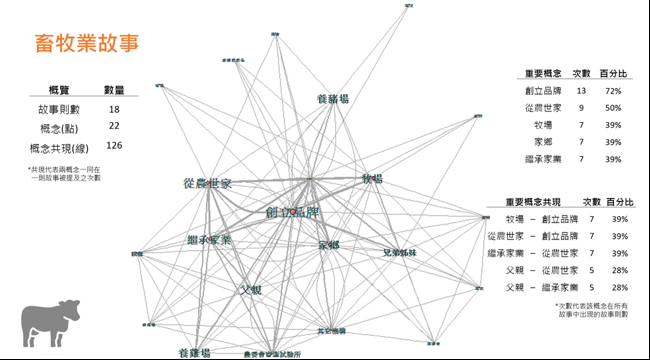 畜牧業故事
概覽 數量
故事則數 18
概念(點) 22
概念共現(線) 126
*共現代表兩概念一同在
一則故事被提及之次數
養豬場
從農世家
牧場
創立品牌
繼承家業
家鄉
兄弟姊妹
父親
其它機構
養雞場
農委會畜產試驗所
重要概念 次數 百分比
創立品牌 13 72%
從農世家 9 50%
牧場 7 39%
家鄉 7 39%
繼承家業 7 39%
重要概念共現 次數 百分比
牧場 – 創立品牌 7 39%
從農世家 – 創立品牌 7 39%
繼承家業 – 從農世家 7 39%
父親 – 從農世家 5 28%
父親 – 繼承家業 5 28%
*次數代表該概念在所有
故事中出現的故事則數